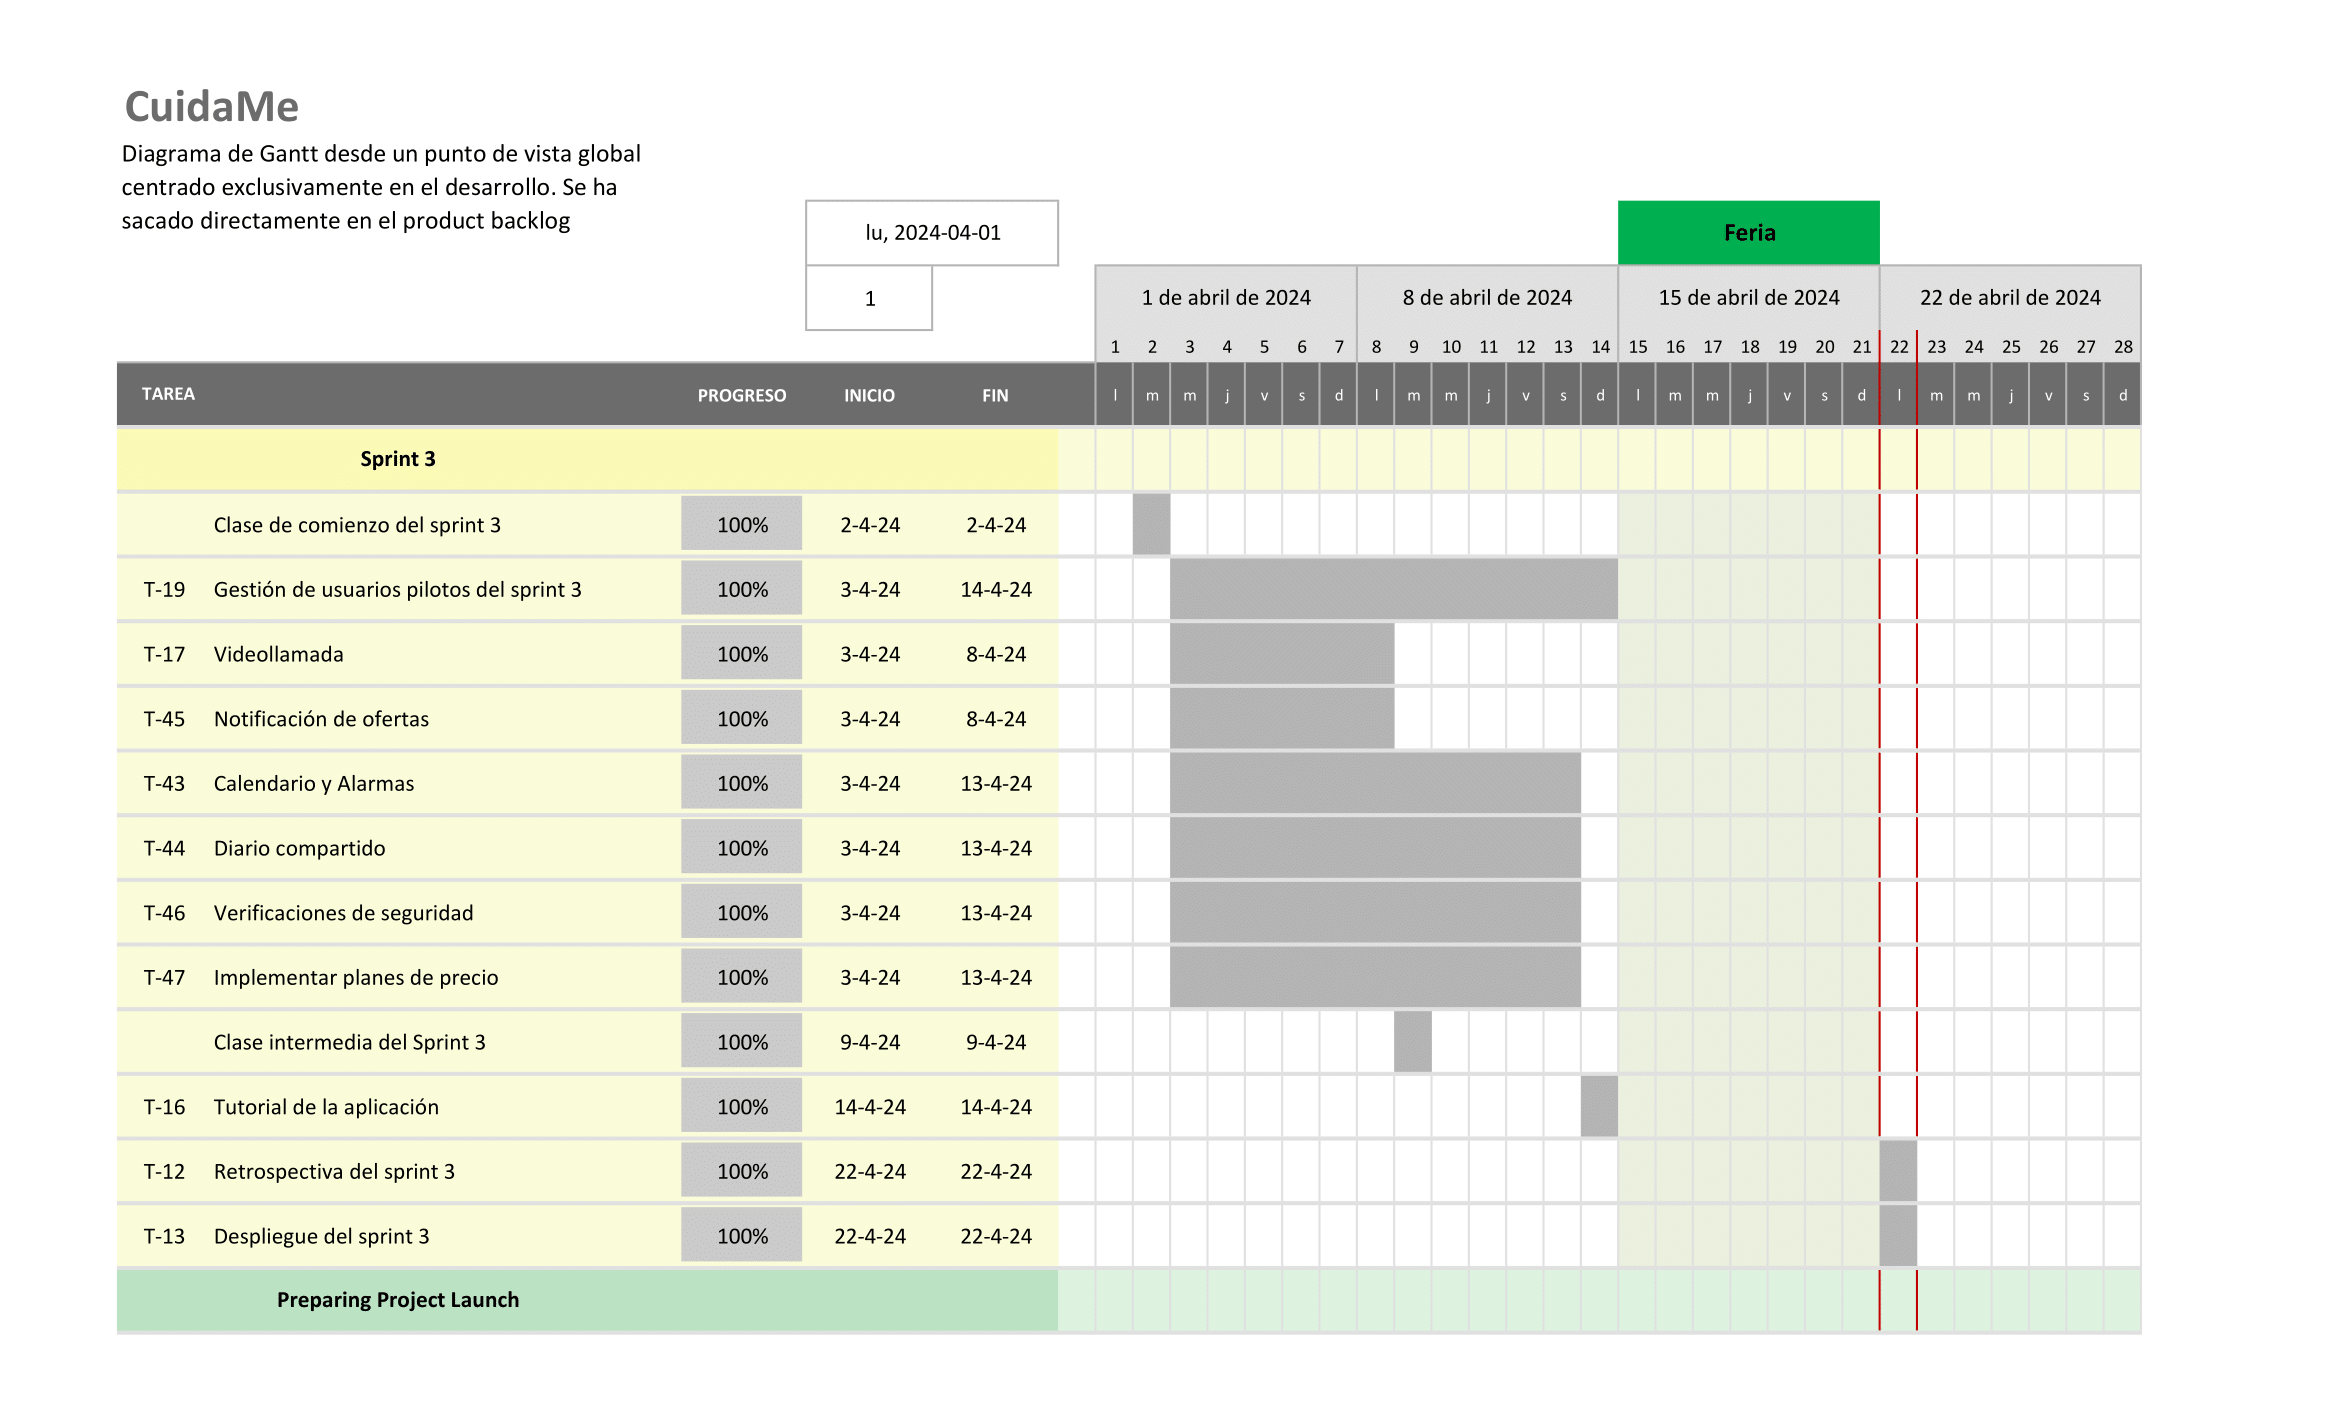 CuidaMe
Diagrama de Gantt desde un punto de vista global
centrado exclusivamente en el desarrollo. Se ha
sacado directamente en el product backlog
lu, 2024-04-01
Feria
1
1 de abril de 2024 8 de abril de 2024 15 de abril de 2024 22 de abril de 2024
1 2 3 4 5 6 7 8 9 10 11 12 13 14 15 16 17 18 19 20 21 22 23 24 25 26 27 28
TAREA PROGRESO INICIO FIN l m m j v s d l m m j v s d l m m j v s d l m m j v s d
Sprint 3
Clase de comienzo del sprint 3 100% 2-4-24 2-4-24
T-19 Gestión de usuarios pilotos del sprint 3 100% 3-4-24 14-4-24
T-17 Videollamada 100% 3-4-24 8-4-24
T-45 Notificación de ofertas 100% 3-4-24 8-4-24
T-43 Calendario y Alarmas 100% 3-4-24 13-4-24
T-44 Diario compartido 100% 3-4-24 13-4-24
T-46 Verificaciones de seguridad 100% 3-4-24 13-4-24
T-47 Implementar planes de precio 100% 3-4-24 13-4-24
Clase intermedia del Sprint 3 100% 9-4-24 9-4-24
T-16 Tutorial de la aplicación 100% 14-4-24 14-4-24
T-12 Retrospectiva del sprint 3 100% 22-4-24 22-4-24
T-13 Despliegue del sprint 3 100% 22-4-24 22-4-24
Preparing Project Launch